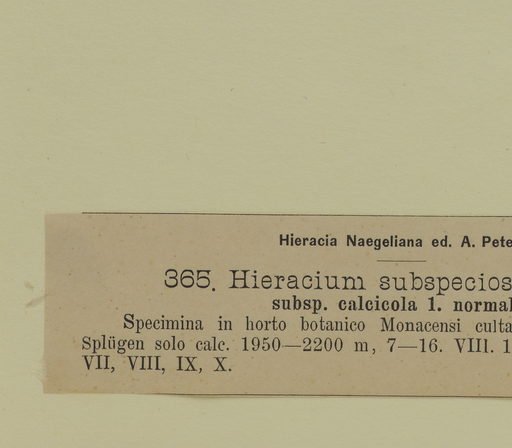 Hieracia Naegeliana ed. A. Pete
365. Hieracium subspecios
subsp. calcicola 1. normal
Specimina in horto botanico Monacensi culta
Splügen solo calc. 1950—2200 m, 7—16. VIII. 1
VII, VIII, IX, X.